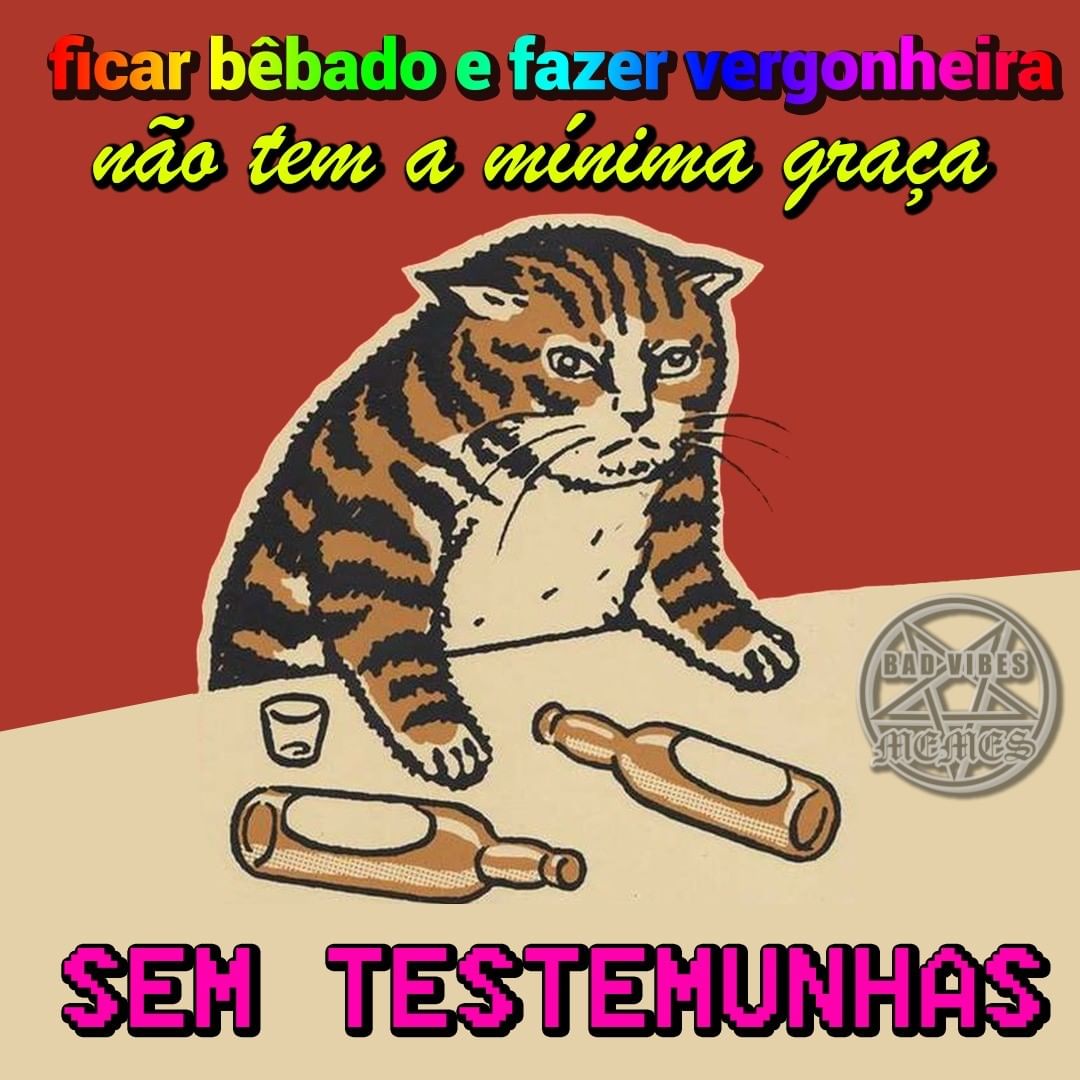 ficar bêbado e fazer vergonheira
não tem a mínima graça
BAD VIBES
MEMES
SEM TESTEMUNHAS